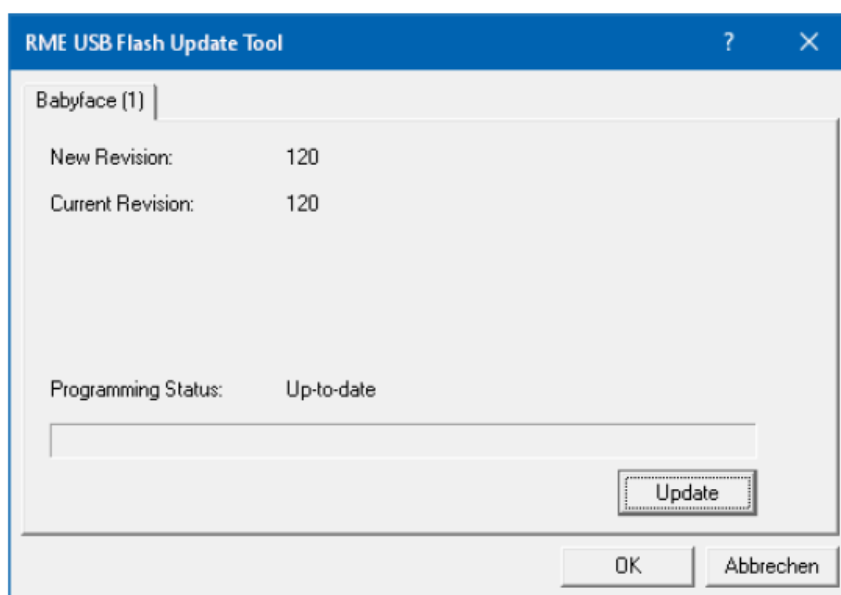 RME USB Flash Update Tool ? ×
Babyface (1)
New Revision: 120
Current Revision: 120
Programming Status: Up-to-date
Update
OK Abbrechen